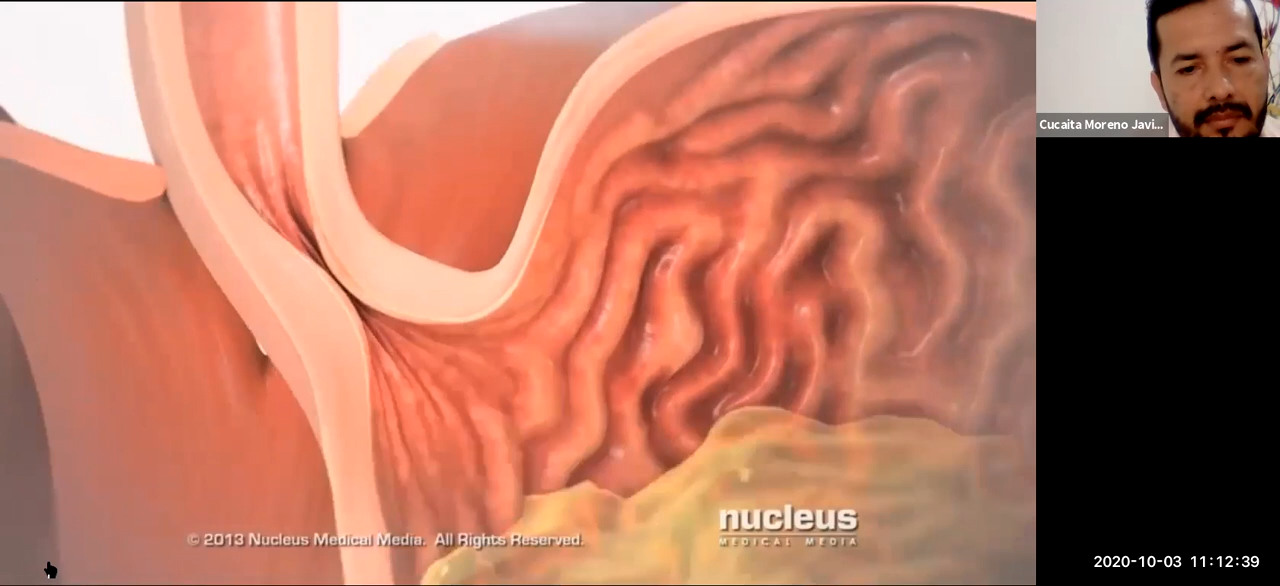 Cucaita Moreno Javi...
© 2013 Nucleus Medical Media. All Rights Reserved.
nucleus
MEDICAL MEDIA
2020-10-03 11:12:39